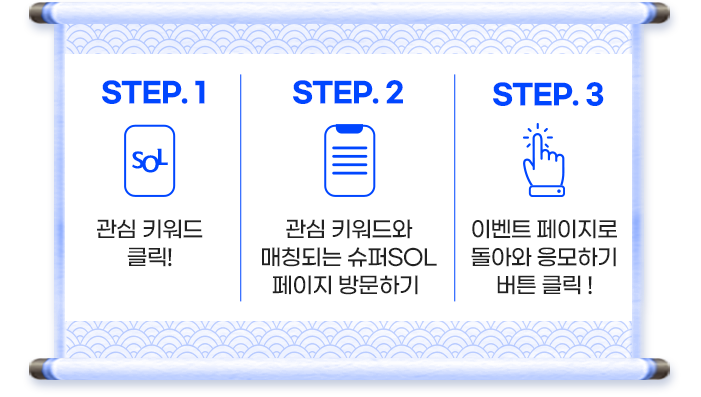 STEP. 1
SOL
관심 키워드
클릭!
STEP. 2
관심 키워드와
매칭되는 슈퍼SOL
페이지 방문하기
STEP. 3
이벤트 페이지로
돌아와 응모하기
버튼 클릭 !